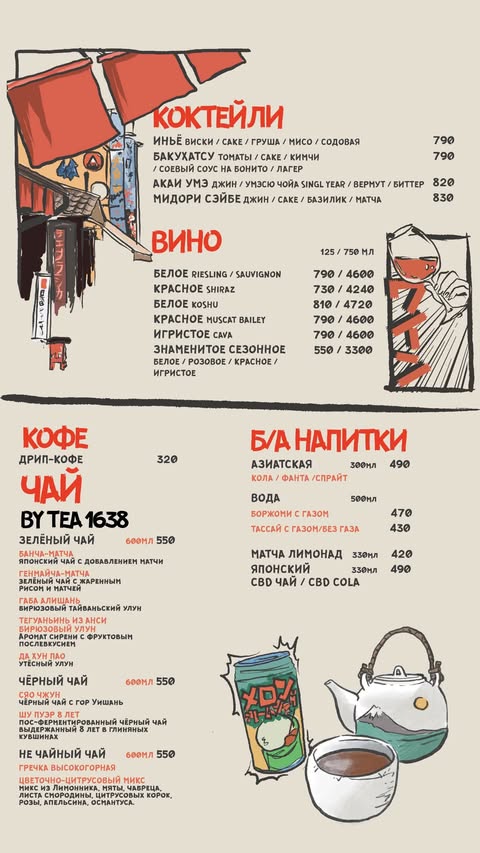 КОКТЕЙЛИ
ИНЬЁ ВИСКИ / САКЕ / ГРУША / МИСО / СОДОВАЯ 790
БАКУХАТСУ ТОМАТЫ / САКЕ / КИМЧИ 790
/ СОЕВЫЙ СОУС НА БОНИТО / ЛАГЕР
АКАИ УМЭ ДЖИН / УМЭСЮ ЧОЙА SINGL YEAR / ВЕРМУТ / БИТТЕР 820
МИДОРИ СЭЙБЕ ДЖИН / САКЕ / БАЗИЛИК / МАТЧА 830
ВИНО
125 / 750 МЛ
БЕЛОЕ RIESLING / SAUVIGNON 790 / 4600
КРАСНОЕ SHIRAZ 730 / 4240
БЕЛОЕ KOSHU 810 / 4720
КРАСНОЕ MUSCAT BAILEY 790 / 4600
ИГРИСТОЕ CAVA 790 / 4600
ЗНАМЕНИТОЕ СЕЗОННОЕ 550 / 3300
БЕЛОЕ / РОЗОВОЕ / КРАСНОЕ /
ИГРИСТОЕ
ワイン
КОФЕ
ДРИП-КОФЕ 320
ЧАЙ
BY TEA 1638
ЗЕЛЁНЫЙ ЧАЙ 600МЛ 550
БАНЧА-МАТЧА
ЯПОНСКИЙ ЧАЙ С ДОБАВЛЕНИЕМ МАТЧИ
ГЕНМАЙЧА-МАТЧА
ЗЕЛЁНЫЙ ЧАЙ С ЖАРЕННЫМ
РИСОМ И МАТЧЕЙ
ГАБА АЛИШАНЬ
БИРЮЗОВЫЙ ТАЙВАНЬСКИЙ УЛУН
ТЕГУАНЬИНЬ ИЗ АНСИ
БИРЮЗОВЫЙ УЛУН
АРОМАТ СИРЕНИ С ФРУКТОВЫМ
ПОСЛЕВКУСИЕМ
ДА ХУН ПАО
УТЁСНЫЙ УЛУН
ЧЁРНЫЙ ЧАЙ 600МЛ 550
СЯО ЧЖУН
ЧЁРНЫЙ ЧАЙ С ГОР УИШАНЬ
ШУ ПУЭР 8 ЛЕТ
ПОС-ФЕРМЕНТИРОВАННЫЙ ЧЁРНЫЙ ЧАЙ
ВЫДЕРЖАННЫЙ 8 ЛЕТ В ГЛИНЯНЫХ
КУВШИНАХ
НЕ ЧАЙНЫЙ ЧАЙ 600МЛ 550
ГРЕЧКА ВЫСОКОГОРНАЯ
ЦВЕТОЧНО-ЦИТРУСОВЫЙ МИКС
МИКС ИЗ ЛИМОННИКА, МЯТЫ, ЧАБРЕЦА,
ЛИСТА СМОРОДИНЫ, ЦИТРУСОВЫХ КОРОК,
РОЗЫ, АПЕЛЬСИНА, ОСМАНТУСА.
Б/А НАПИТКИ
АЗИАТСКАЯ 300МЛ 490
КОЛА / ФАНТА /СПРАЙТ
ВОДА 500МЛ
БОРЖОМИ С ГАЗОМ 470
ТАССАЙ С ГАЗОМ/БЕЗ ГАЗА 430
МАТЧА ЛИМОНАД 330МЛ 420
ЯПОНСКИЙ 330МЛ 490
CBD ЧАЙ / CBD COLA
メロン